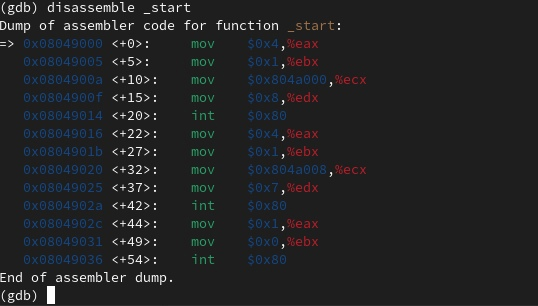 (gdb) disassemble _start
Dump of assembler code for function _start:
=> 0x08049000 <+0>:     mov    $0x4,%eax
   0x08049005 <+5>:     mov    $0x1,%ebx
   0x0804900a <+10>:    mov    $0x804a000,%ecx
   0x0804900f <+15>:    mov    $0x8,%edx
   0x08049014 <+20>:    int    $0x80
   0x08049016 <+22>:    mov    $0x4,%eax
   0x0804901b <+27>:    mov    $0x1,%ebx
   0x08049020 <+32>:    mov    $0x804a008,%ecx
   0x08049025 <+37>:    mov    $0x7,%edx
   0x0804902a <+42>:    int    $0x80
   0x0804902c <+44>:    mov    $0x1,%eax
   0x08049031 <+49>:    mov    $0x0,%ebx
   0x08049036 <+54>:    int    $0x80
End of assembler dump.
(gdb)